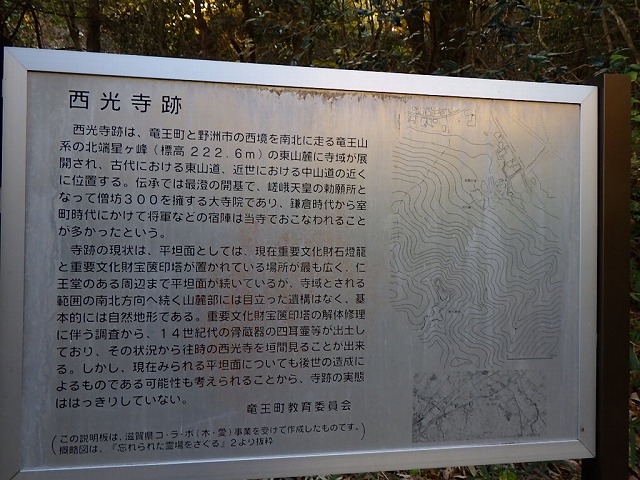 西光寺跡
西光寺跡は、竜王町と野洲市の西境を南北に走る竜王山
系の北端星ヶ峰（標高222.6m）の東山麓に寺域が展
開され、古代における東山道、近世における中山道の近く
に位置する。伝承では最澄の開基で、嵯峨天皇の勅願所と
なって僧坊300を擁する大寺院であり、鎌倉時代から室
町時代にかけて将軍などの宿陣は当寺でおこなわれること
が多かったという。
寺跡の現状は、平坦面としては、現在重要文化財石燈籠
と重要文化財宝篋印塔が置かれている場所が最も広く、仁
王堂のある周辺まで平坦面が続いているが、寺域とされる
範囲の南北方向へ続く山麓部には目立った遺構はなく、基
本的には自然地形である。重要文化財宝篋印塔の解体修理
に伴う調査から、14世紀代の骨蔵器の四耳壷等が出土し
ており、その状況から往時の西光寺を垣間見ることが出来
る。しかし、現在みられる平坦面についても後世の造成に
よるものである可能性も考えられることから、寺跡の実態
ははっきりしていない。
竜王町教育委員会
（この説明板は、滋賀県コ・ラ・ボ（木・愛）事業を受けて作成したものです。
概略図は、『忘れられた霊場をさぐる』2より抜粋）